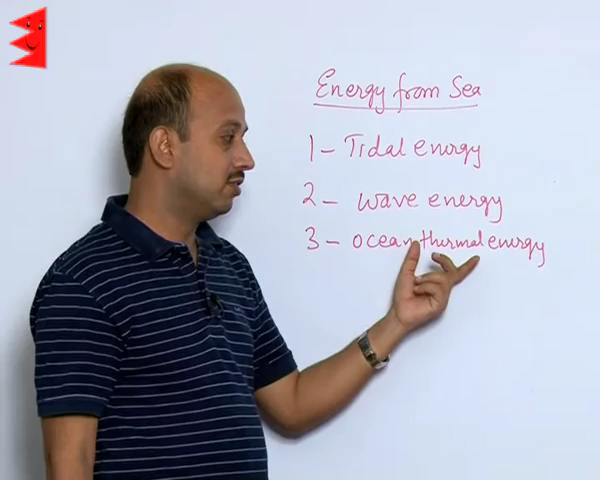 Energy from Sea
1 - Tidal energy
2 - wave energy
3 - ocean thermal energy